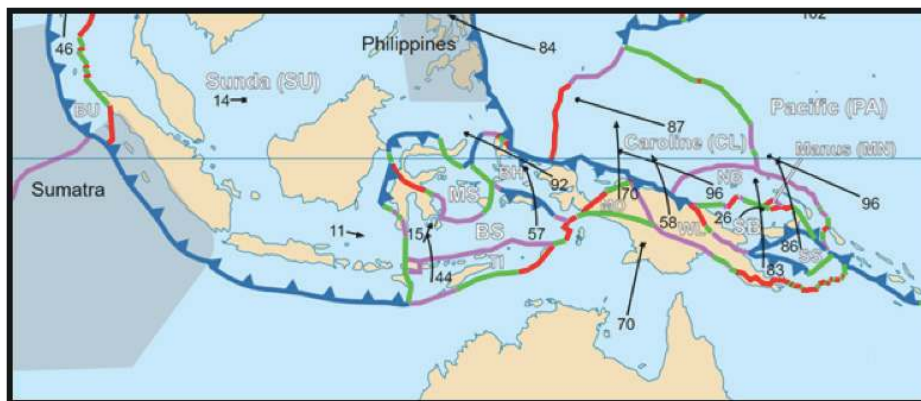 102
46
Philippines
84
Sunda (SU)
14
BU
Pacific (PA)
87
Caroline (CL)
Manus (MN)
Sumatra
BH
NB
92
MS
70
96
96
58
26
11
15
BS
57
WL
SB
86
SS
TI
44
83
70